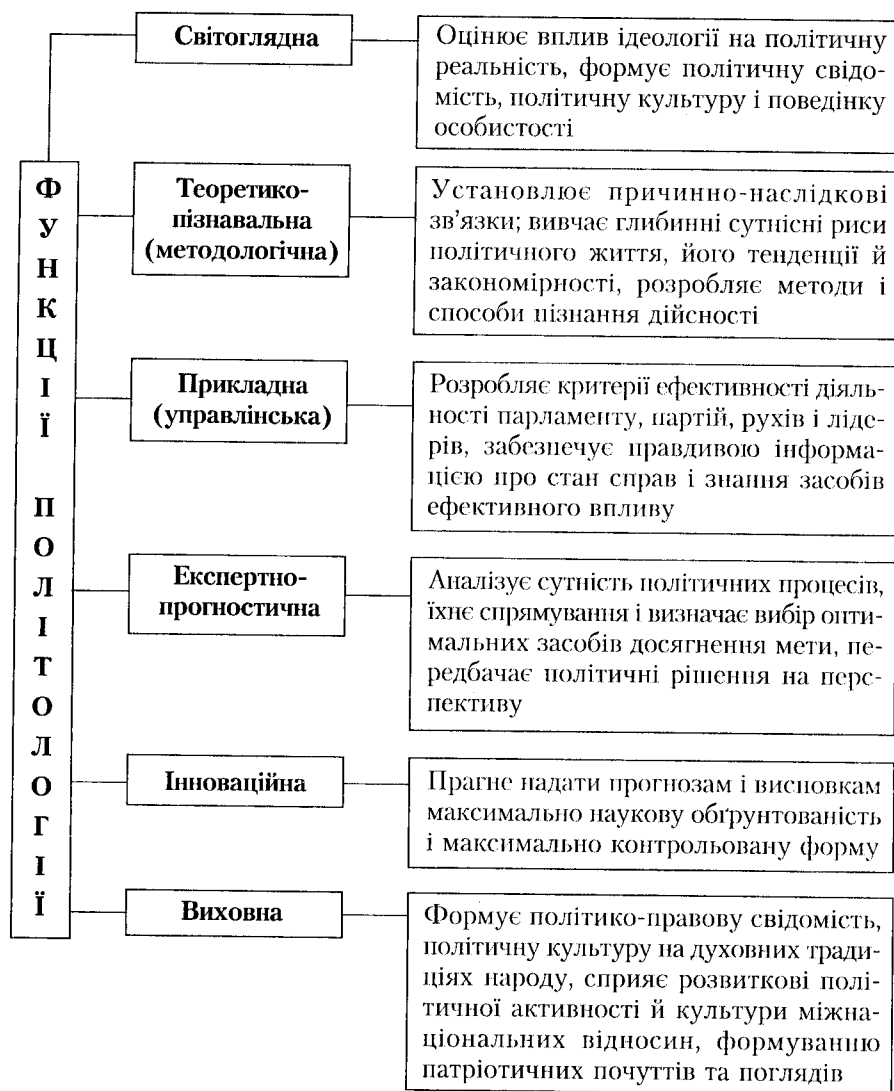 ФУНКЦІЇ ПОЛІТОЛОГІЇ
Світоглядна
Оцінює вплив ідеології на політичну
реальність, формує політичну свідо-
мість, політичну культуру і поведінку
особистості
Теоретико-
пізнавальна
(методологічна)
Установлює причинно-наслідкові
зв'язки; вивчає глибинні сутнісні риси
політичного життя, його тенденції й
закономірності, розробляє методи і
способи пізнання дійсності
Прикладна
(управлінська)
Розробляє критерії ефективності діяль-
ності парламенту, партій, рухів і лідe-
рів, забезпечує правдивою інформа-
цією про стан справ і знання засобів
ефективного впливу
Експертно-
прогностична
Аналізує сутність політичних процесів,
їхнє спрямування і визначає вибір опти-
мальних засобів досягнення мети, пе-
редбачає політичні рішення на перс-
пективу
Інноваційна
Прагне надати прогнозам і висновкам
максимально наукову обґрунтованість
і максимально контрольовану форму
Виховна
Формує політико-правову свідомість,
політичну культуру на духовних тради-
ціях народу, сприяє розвиткові полі-
тичної активності й культури міжна-
ціональних відносин, формуванню
патріотичних почуттів та поглядів